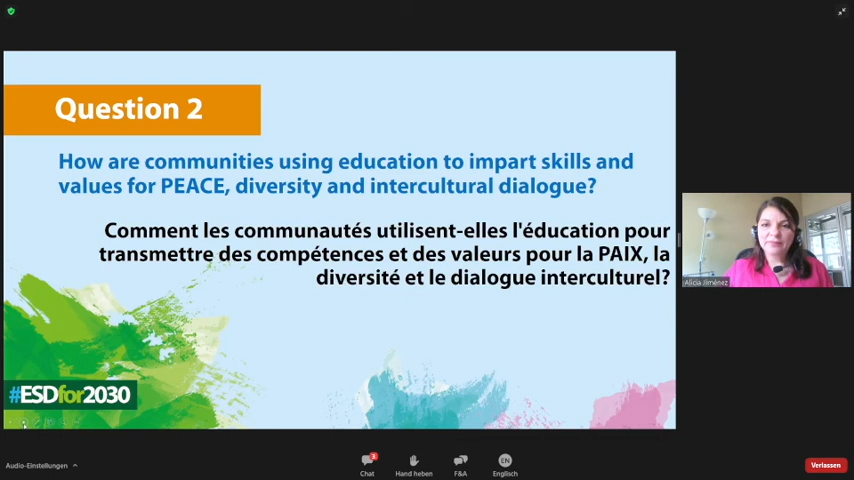 Question 2
How are communities using education to impart skills and
values for PEACE, diversity and intercultural dialogue?
Comment les communautés utilisent-elles l'éducation pour
transmettre des compétences et des valeurs pour la PAIX, la
diversité et le dialogue interculturel?
Alicia Jiménez
#ESDfor2030
Audio-Einstellungen
3
Chat
Hand heben
F&A
EN
Englisch
Verlassen